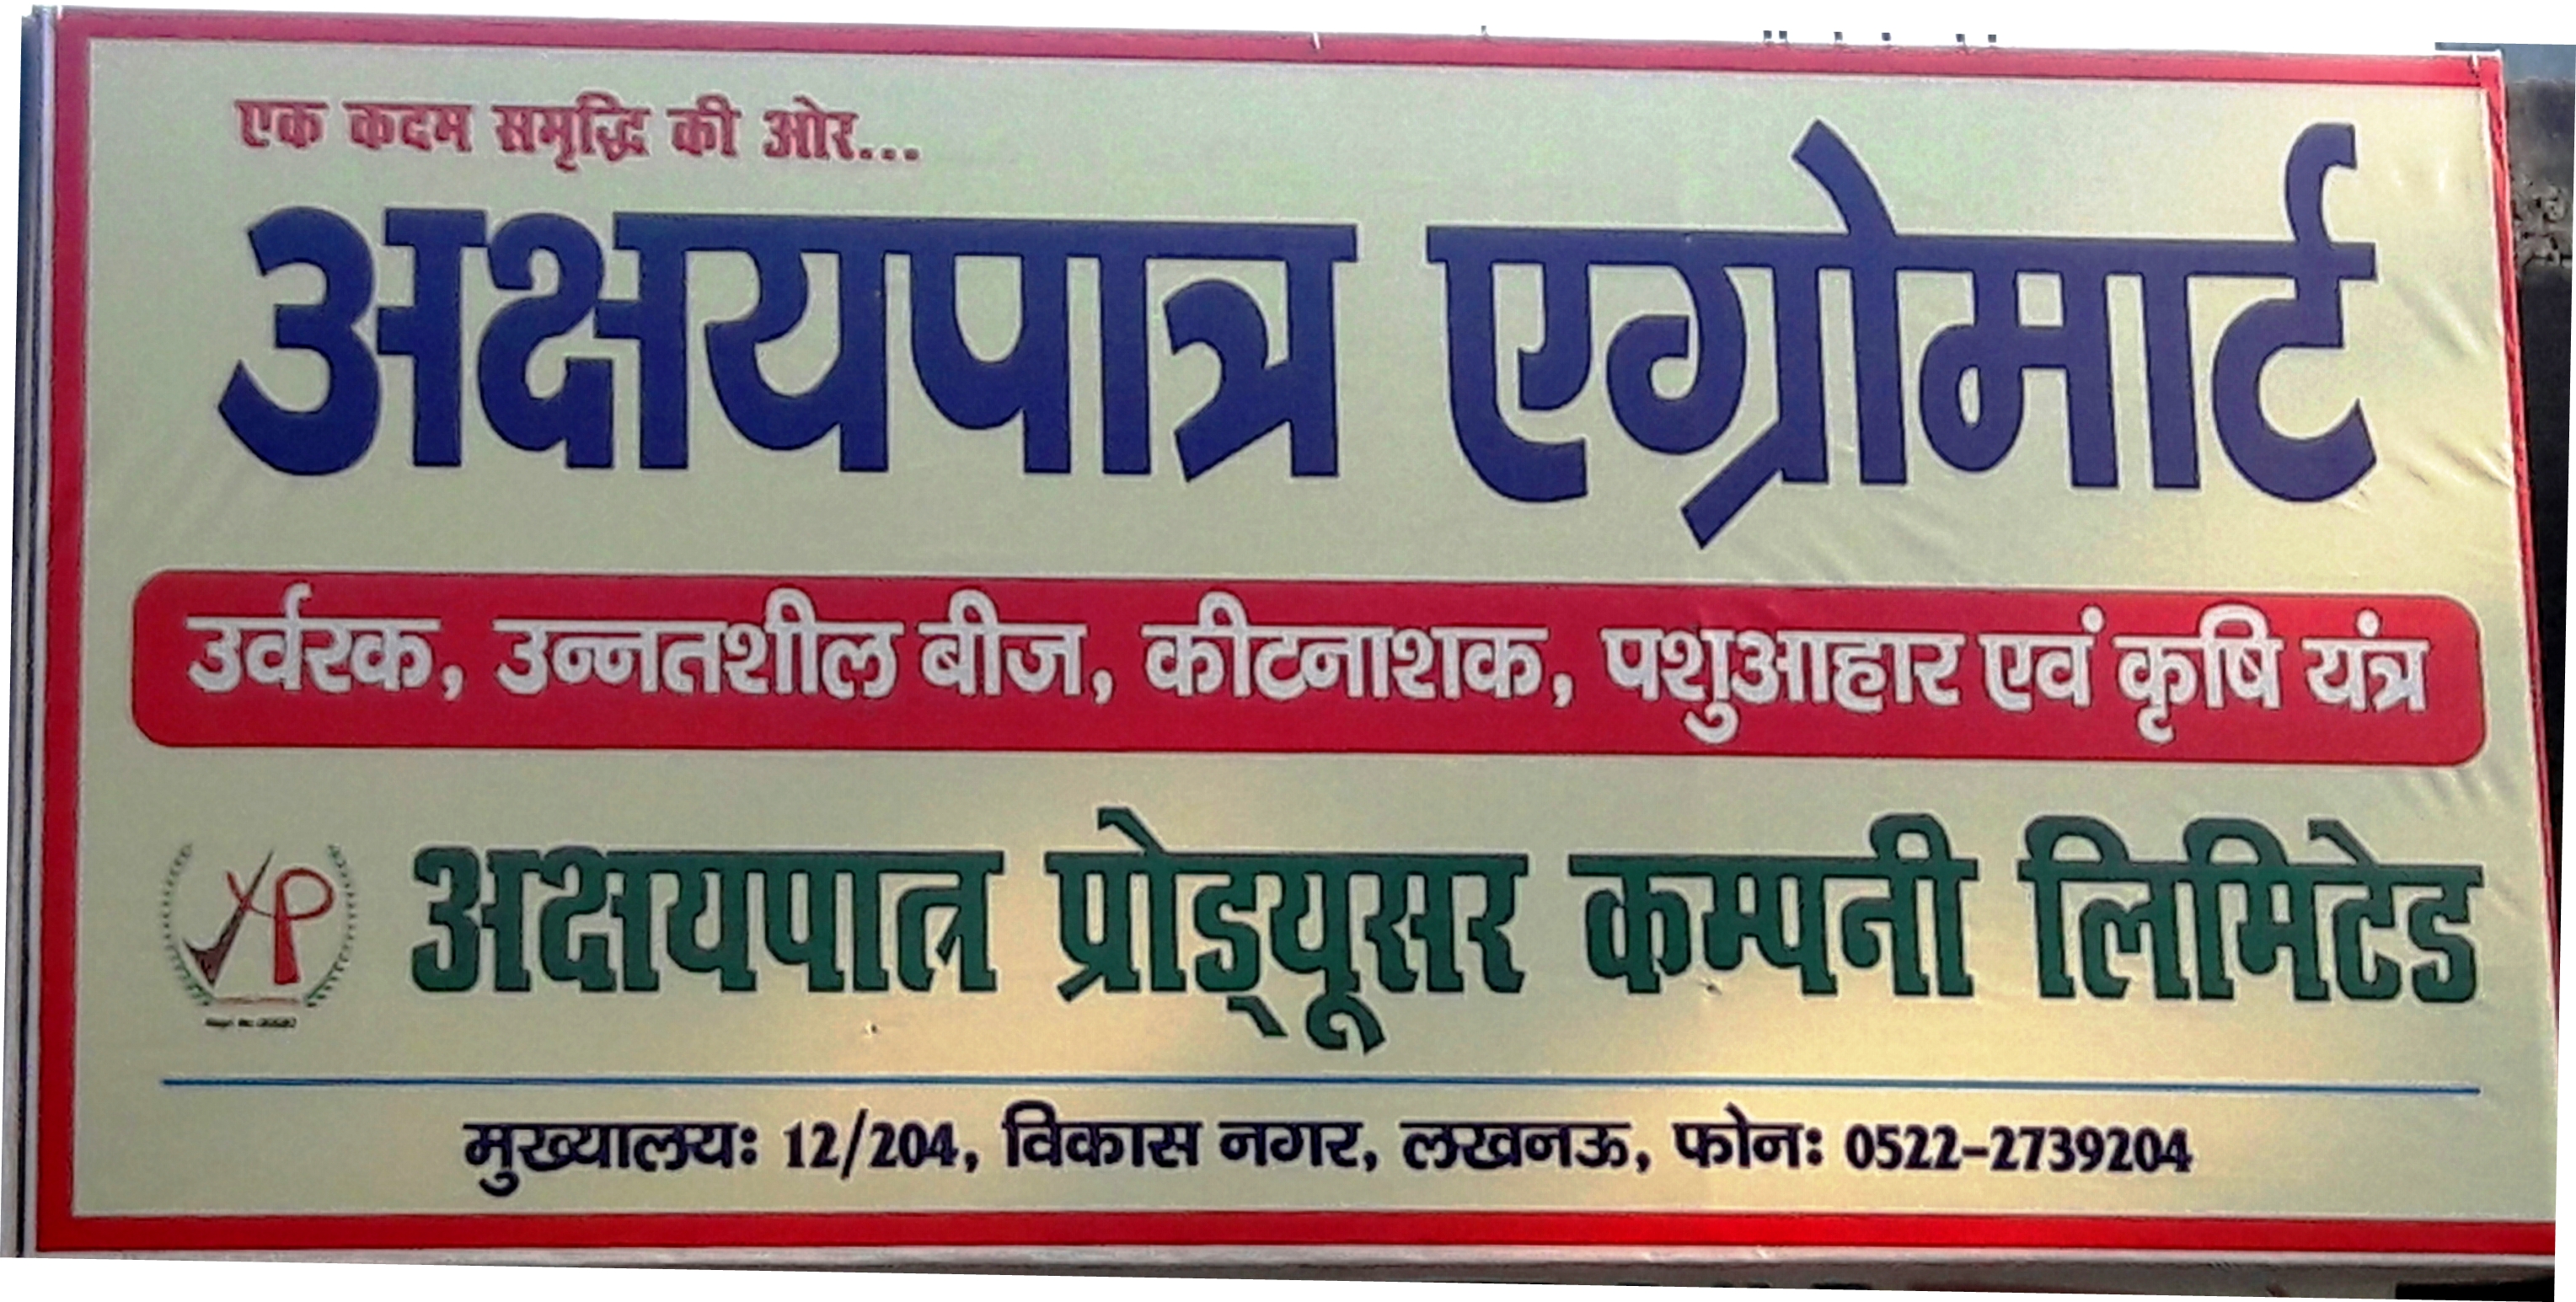 एक कदम समृद्धि की ओर...
अक्षयपात्र एग्रोमार्ट
उर्वरक, उन्नतशील बीज, कीटनाशक, पशुआहार एवं कृषि यंत्र
XP
अक्षयपात्र प्रोड्यूसर कम्पनी लिमिटेड
मुख्यालयः 12/204, विकास नगर, लखनऊ, फोनः 0522-2739204